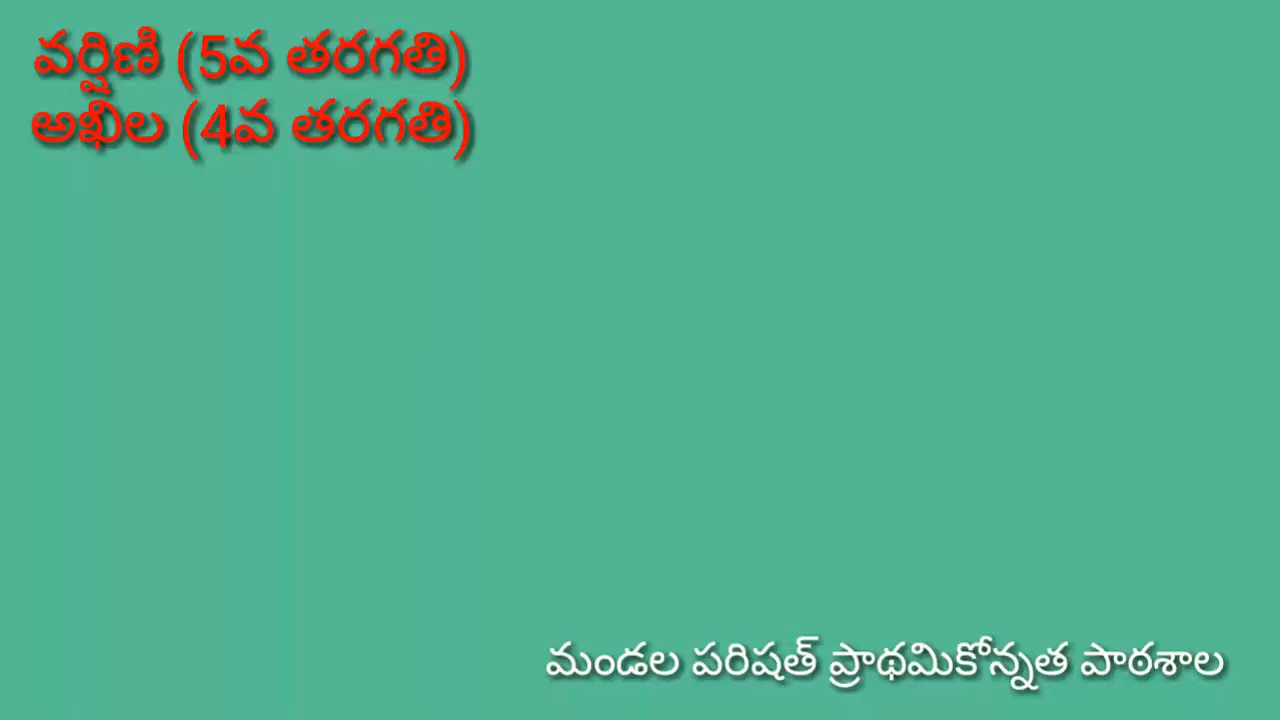 వర్షిణి (5వ తరగతి)
అఖిల (4వ తరగతి)
మండల పరిషత్ ప్రాథమికోన్నత పాఠశాల